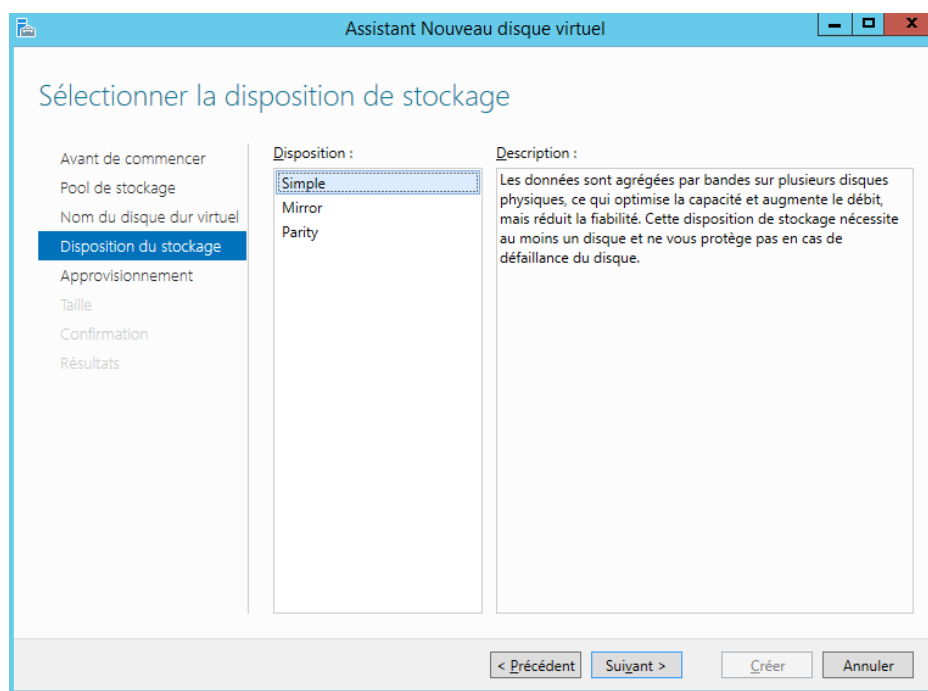 Assistant Nouveau disque virtuel
Sélectionner la disposition de stockage
Avant de commencer
Pool de stockage
Nom du disque dur virtuel
Disposition du stockage
Approvisionnement
Taille
Confirmation
Résultats
Disposition :
Simple
Mirror
Parity
Description :
Les données sont agrégées par bandes sur plusieurs disques
physiques, ce qui optimise la capacité et augmente le débit,
mais réduit la fiabilité. Cette disposition de stockage nécessite
au moins un disque et ne vous protège pas en cas de
défaillance du disque.
< Précédent
Suivant >
Créer
Annuler